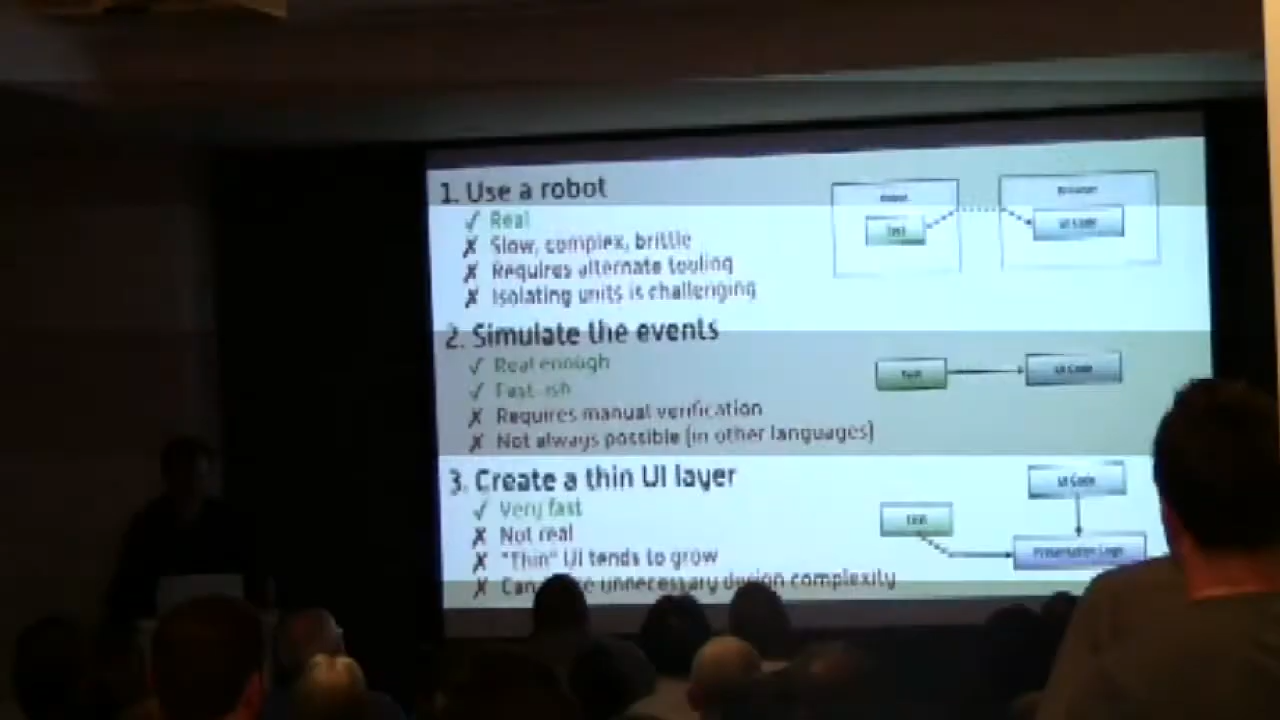 1. Use a robot
✓ Real
✗ Slow, complex, brittle
✗ Requires alternate tooling
✗ Isolating units is challenging
Robot
Browser
Test
UI Code
2. Simulate the events
✓ Real enough
✓ Fast-ish
✗ Requires manual verification
✗ Not always possible (in other languages)
Test
UI Code
3. Create a thin UI layer
✓ Very fast
✗ Not real
✗ "Thin" UI tends to grow
✗ unnecessary design complexity
UI Code
Test
Presentation Logic